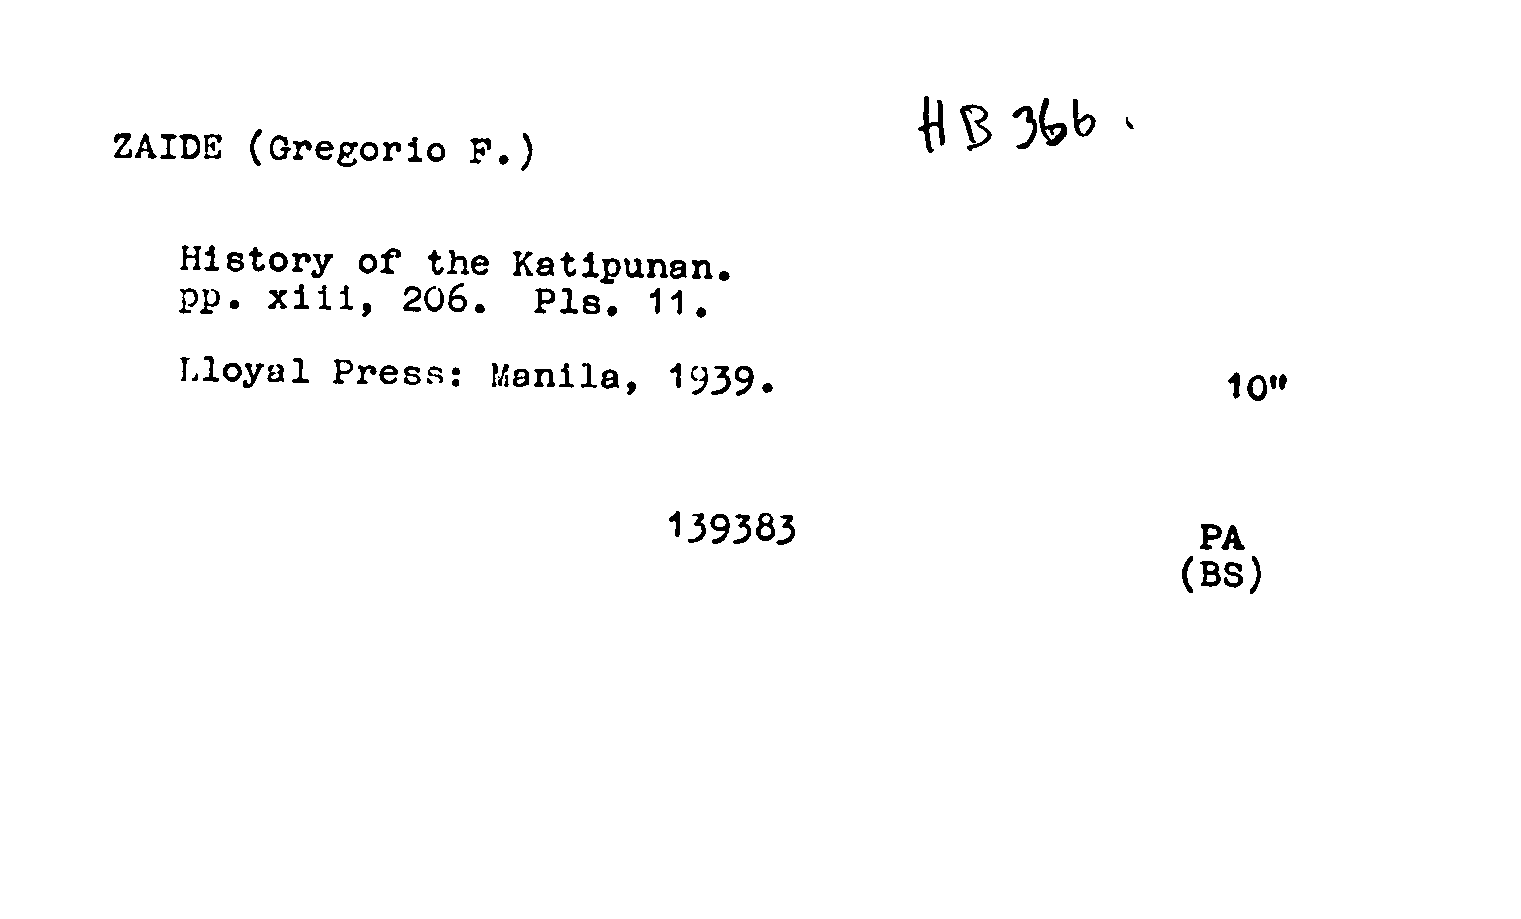 HB 366.
ZAIDE (Gregorio F.)
History of the Katipunan.
pp. xiii, 206. Pls. 11.
Lloyal Press: Manila, 1939.
10"
139383
PA
(BS)